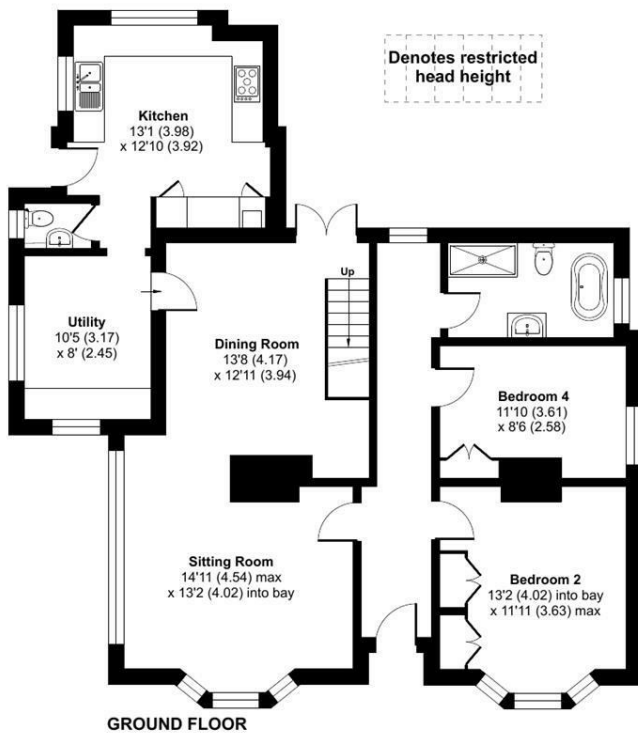 Denotes restricted
head height
Kitchen
13'1 (3.98)
x 12'10 (3.92)
Up
Utility
10'5 (3.17)
x 8' (2.45)
Dining Room
13'8 (4.17)
x 12'11 (3.94)
Bedroom 4
11'10 (3.61)
x 8'6 (2.58)
Sitting Room
14'11 (4.54) max
x 13'2 (4.02) into bay
Bedroom 2
13'2 (4.02) into bay
x 11'11 (3.63) max
GROUND FLOOR